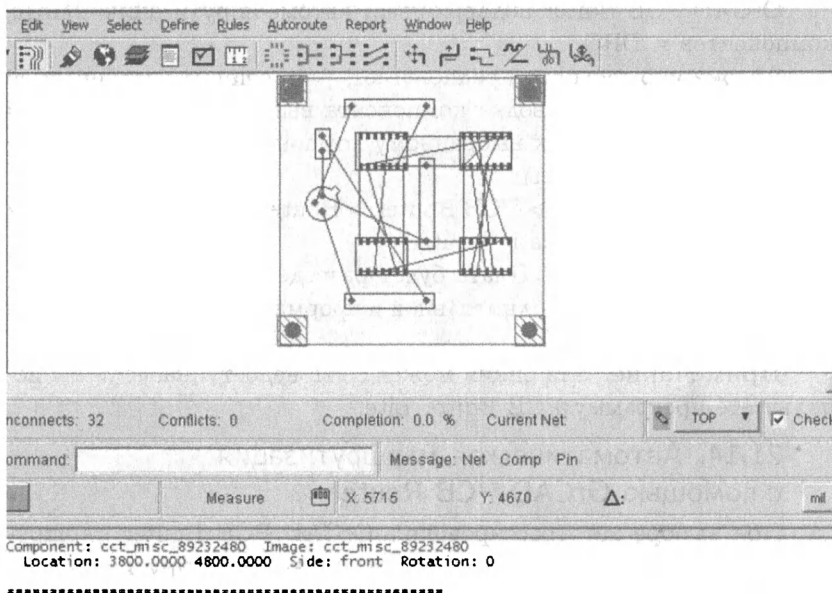 Edit View Select Define Rules Autoroute Report Window Help
nconnects: 32 Conflicts: 0 Completion: 0.0 % Current Net: TOP Check
ommand: Message: Net Comp Pin
Measure X: 5715 Y: 4670 Δ: mil
Component: cct_misc_89232480 Image: cct_misc_89232480
Location: 3800.0000 4800.0000 Side: front Rotation: 0
**************************************************